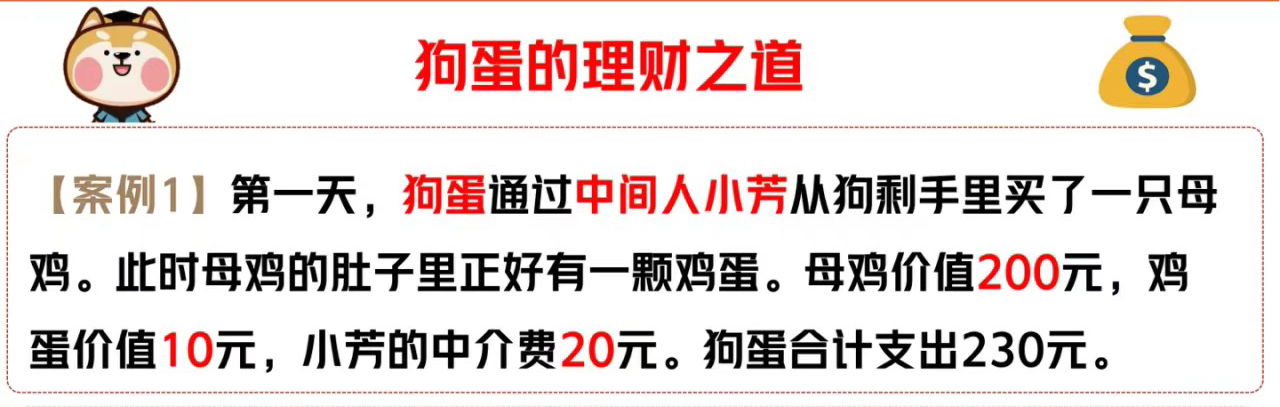 狗蛋的理财之道
$
【案例1】第一天，狗蛋通过中间人小芳从狗剩手里买了一只母
鸡。此时母鸡的肚子里正好有一颗鸡蛋。母鸡价值200元，鸡
蛋价值10元，小芳的中介费20元。狗蛋合计支出230元。